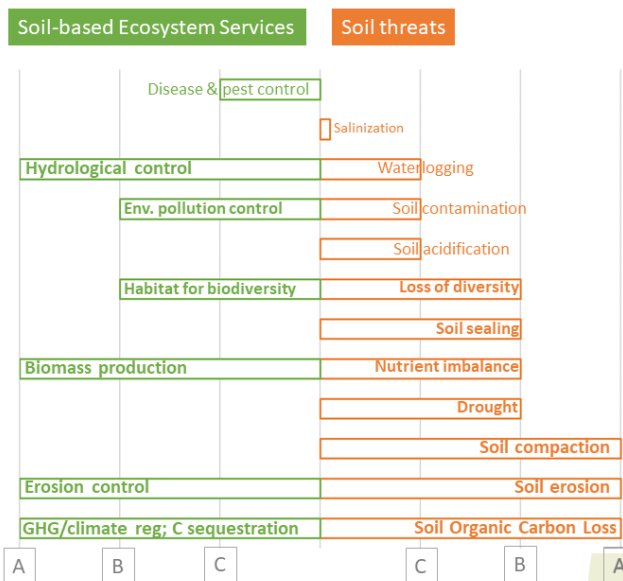 Soil-based Ecosystem Services Soil threats
Disease & pest control
Salinization
Hydrological control Waterlogging
Env. pollution control Soil contamination
Soil acidification
Habitat for biodiversity Loss of diversity
Soil sealing
Biomass production Nutrient imbalance
Drought
Soil compaction
Erosion control Soil erosion
GHG/climate reg; C sequestration Soil Organic Carbon Loss
A B C C B A